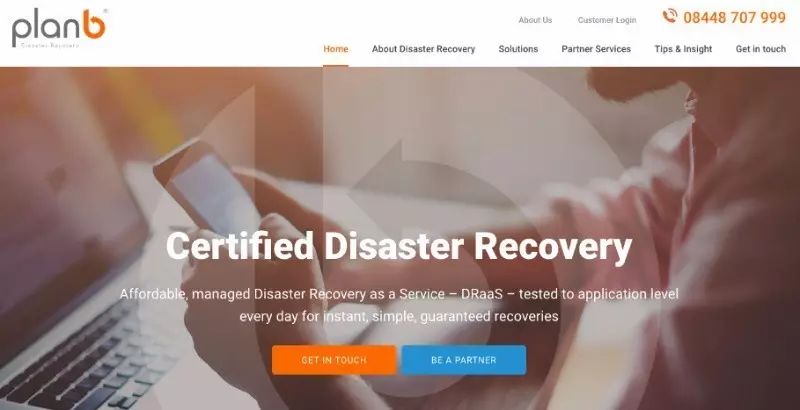 planb®
Disaster Recovery
About Us
Customer Login
08448 707 999
Home
About Disaster Recovery
Solutions
Partner Services
Tips & Insight
Get in touch
Certified Disaster Recovery
Affordable, managed Disaster Recovery as a Service – DRaaS – tested to application level
every day for instant, simple, guaranteed recoveries
GET IN TOUCH
BE A PARTNER